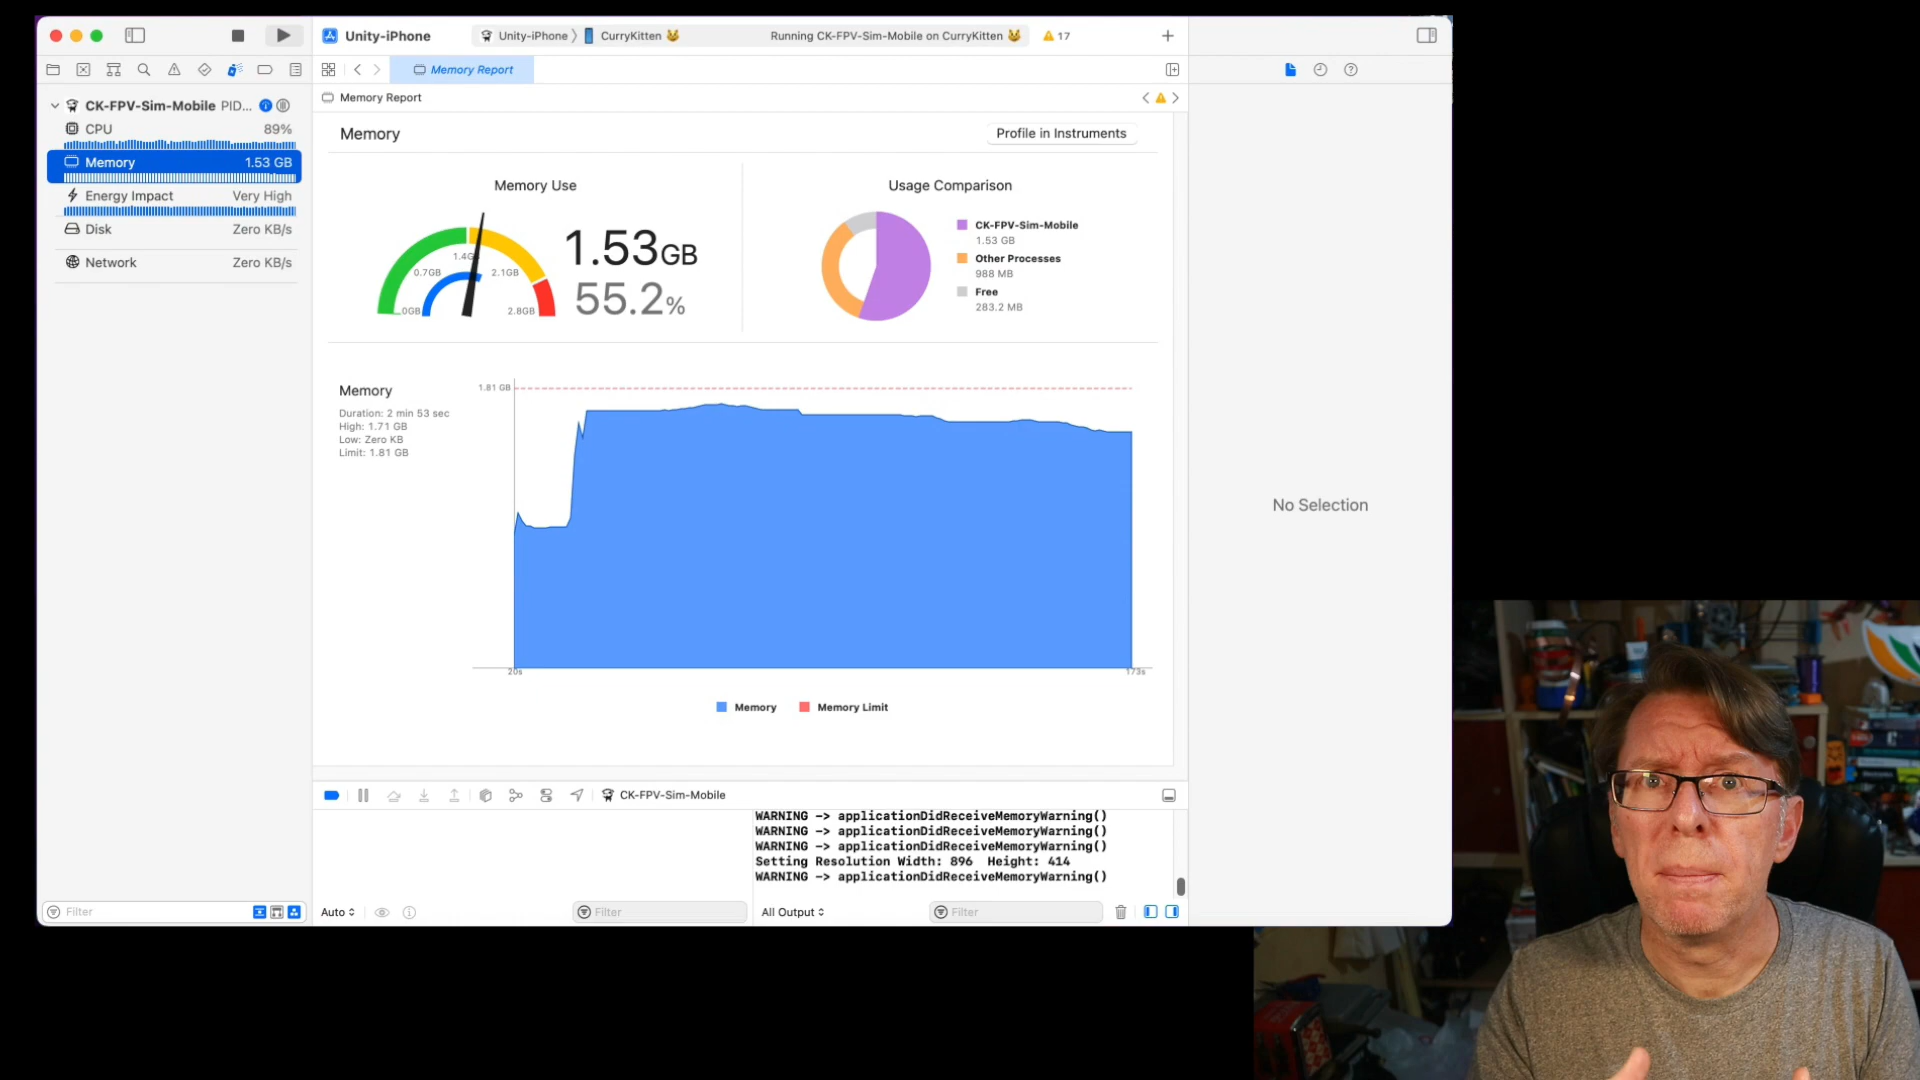 Unity-iPhone
Unity-iPhone 〉 CurryKitten 🐱
Running CK-FPV-Sim-Mobile on CurryKitten 🐱
17
Memory Report
Memory Report
CK-FPV-Sim-Mobile PID...
CPU 89%
Memory 1.53 GB
Energy Impact Very High
Disk Zero KB/s
Network Zero KB/s
Memory
Profile in Instruments
Memory Use
0GB
0.7GB
1.4G
2.1GB
2.8GB
1.53GB
55.2%
Usage Comparison
CK-FPV-Sim-Mobile
1.53 GB
Other Processes
988 MB
Free
283.2 MB
Memory
Duration: 2 min 53 sec
High: 1.71 GB
Low: Zero KB
Limit: 1.81 GB
1.81 GB
20s
173s
Memory
Memory Limit
No Selection
CK-FPV-Sim-Mobile
WARNING -> applicationDidReceiveMemoryWarning()
WARNING -> applicationDidReceiveMemoryWarning()
WARNING -> applicationDidReceiveMemoryWarning()
Setting Resolution Width: 896 Height: 414
WARNING -> applicationDidReceiveMemoryWarning()
Filter
Auto
Filter
All Output
Filter